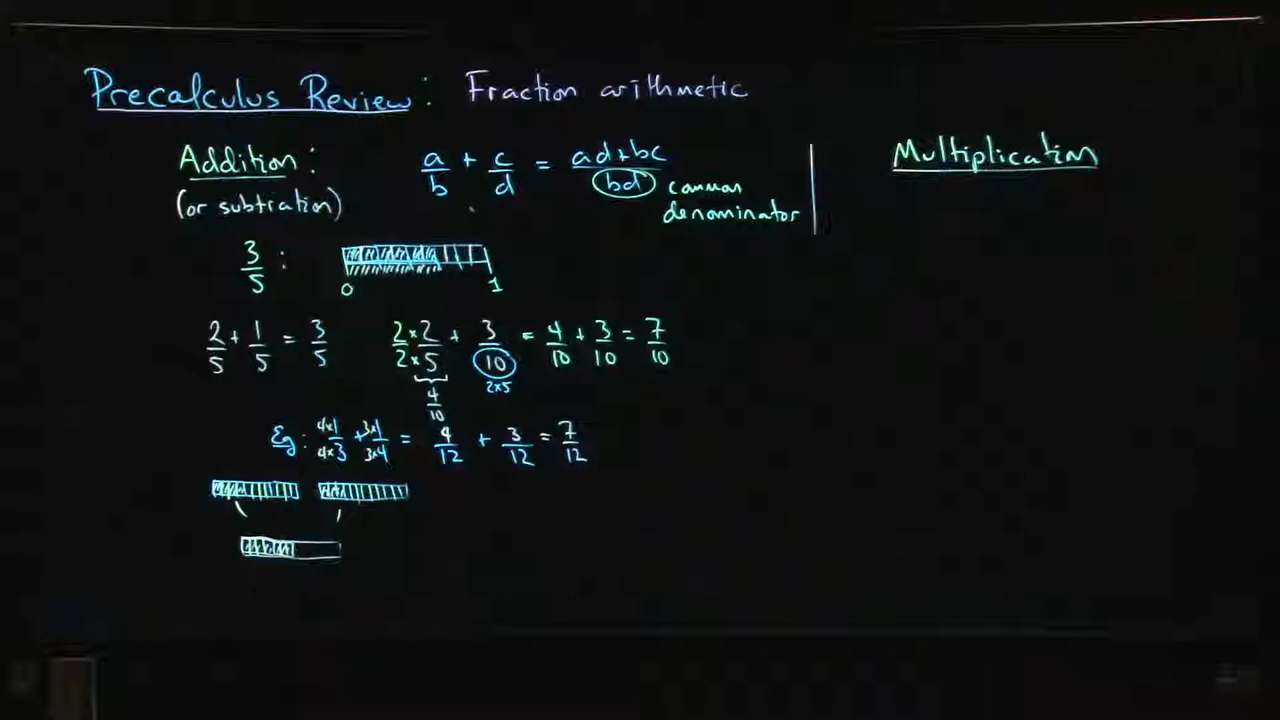 Precalculus Review: Fraction arithmetic
Addition:
(or subtration)
a/b + c/d = ad+bc/bd
common
denominator
3/5 :
0 1
2/5 + 1/5 = 3/5
2×2/2×5 + 3/10 = 4/10 + 3/10 = 7/10
2×5
4/10
Eg: 4×1/4×3 + 3×1/3×4 = 4/12 + 3/12 = 7/12
Multiplication